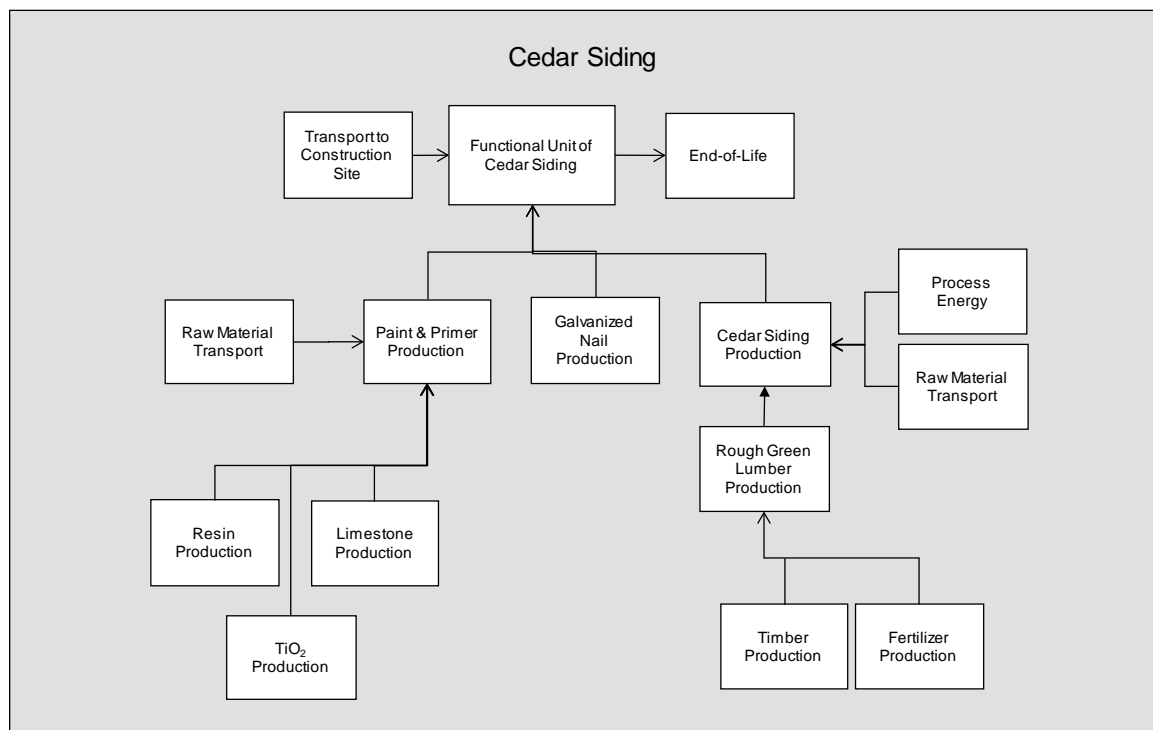 Cedar Siding
Transport to
Construction
Site
Functional Unit of
Cedar Siding
End-of-Life
Process
Energy
Raw Material
Transport
Paint & Primer
Production
Galvanized
Nail
Production
Cedar Siding
Production
Raw Material
Transport
Rough Green
Lumber
Production
Resin
Production
Limestone
Production
TiO₂
Production
Timber
Production
Fertilizer
Production